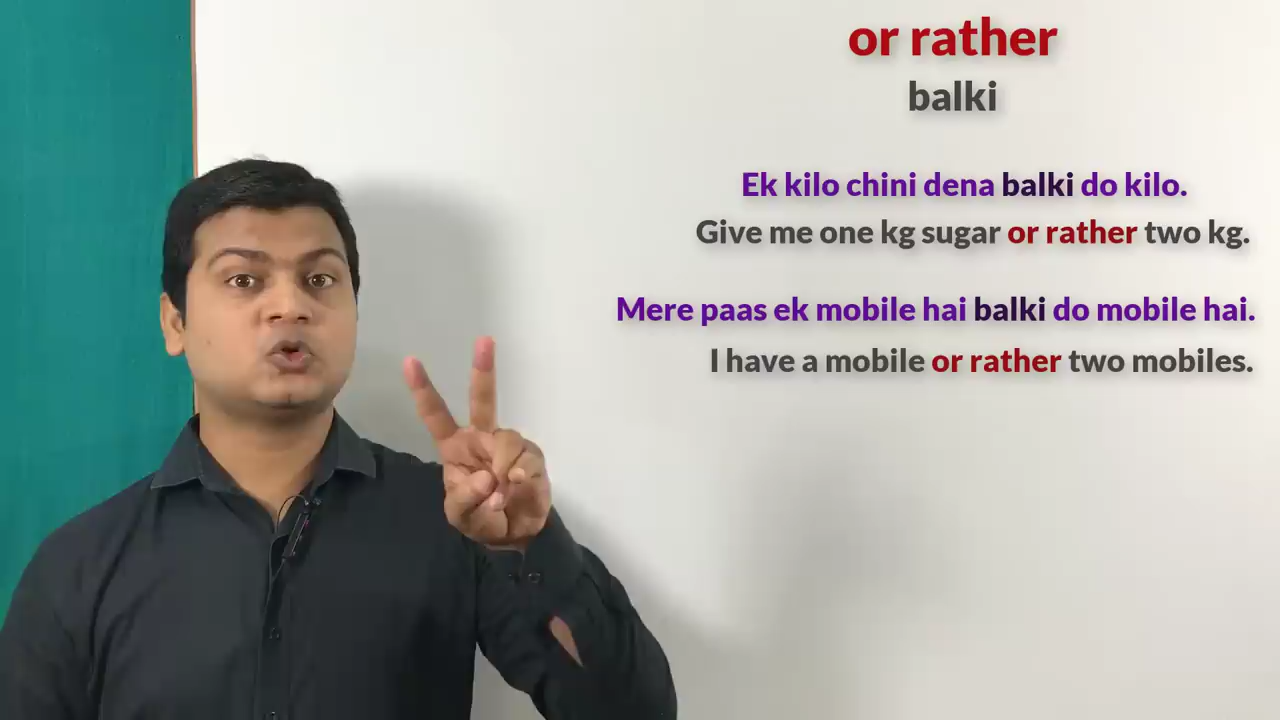 or rather
balki
Ek kilo chini dena balki do kilo.
Give me one kg sugar or rather two kg.
Mere paas ek mobile hai balki do mobile hai.
I have a mobile or rather two mobiles.